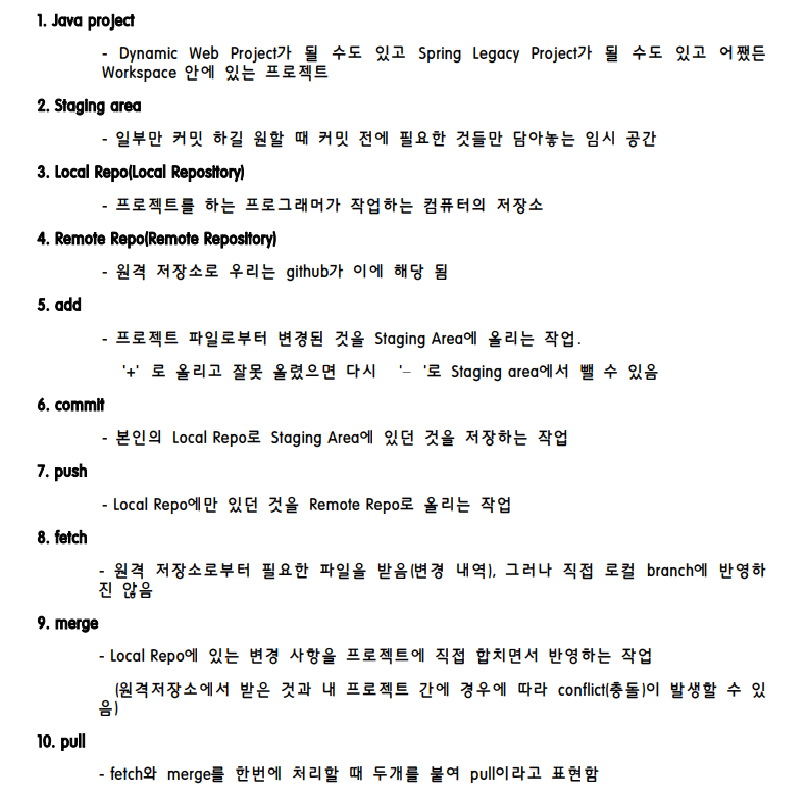 1. Java project
- Dynamic Web Project가 될 수도 있고 Spring Legacy Project가 될 수도 있고 어쨌든
Workspace 안에 있는 프로젝트
2. Staging area
- 일부만 커밋 하길 원할 때 커밋 전에 필요한 것들만 담아놓는 임시 공간
3. Local Repo(Local Repository)
- 프로젝트를 하는 프로그래머가 작업하는 컴퓨터의 저장소
4. Remote Repo(Remote Repository)
- 원격 저장소로 우리는 github가 이에 해당 됨
5. add
- 프로젝트 파일로부터 변경된 것을 Staging Area에 올리는 작업.
'+' 로 올리고 잘못 올렸으면 다시 '- '로 Staging area에서 뺄 수 있음
6. commit
- 본인의 Local Repo로 Staging Area에 있던 것을 저장하는 작업
7. push
- Local Repo에만 있던 것을 Remote Repo로 올리는 작업
8. fetch
- 원격 저장소로부터 필요한 파일을 받음(변경 내역), 그러나 직접 로컬 branch에 반영하
진 않음
9. merge
- Local Repo에 있는 변경 사항을 프로젝트에 직접 합치면서 반영하는 작업
(원격저장소에서 받은 것과 내 프로젝트 간에 경우에 따라 conflict(충돌)이 발생할 수 있
음)
10. pull
- fetch와 merge를 한번에 처리할 때 두개를 붙여 pull이라고 표현함